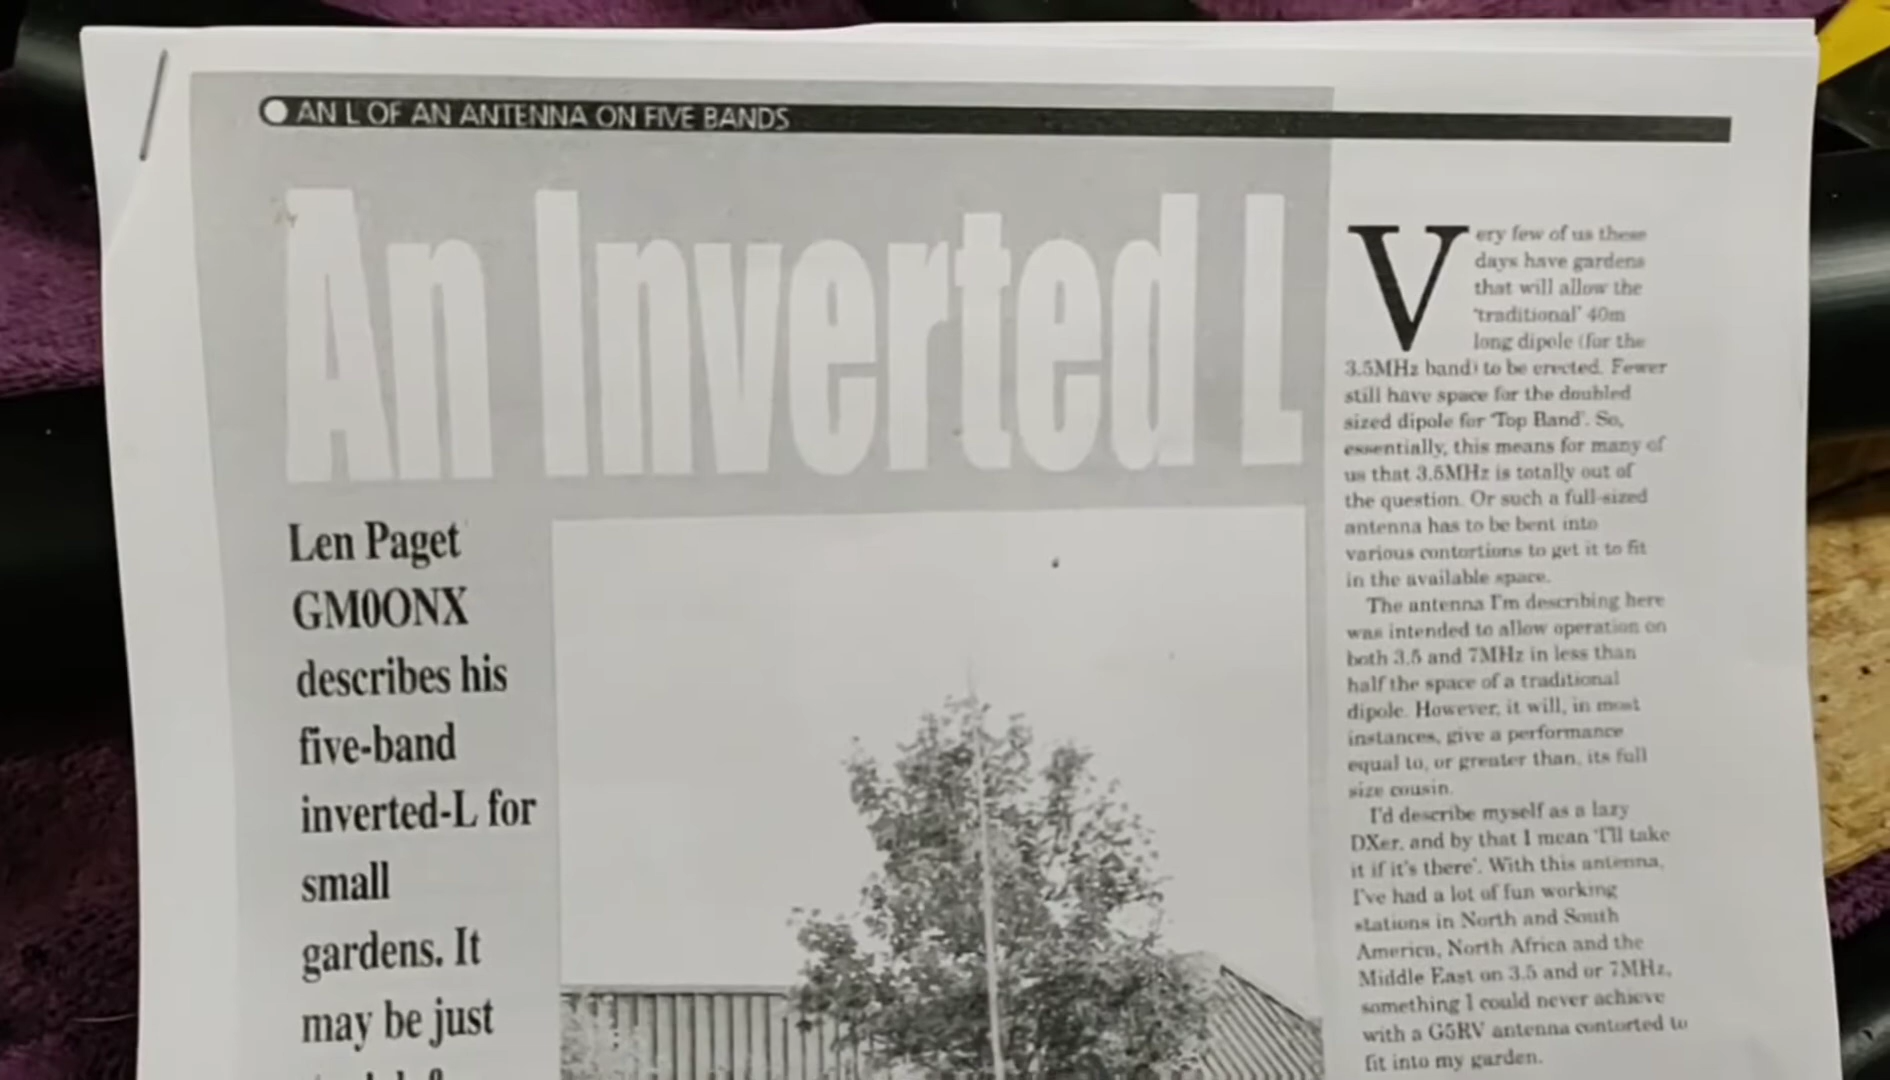 AN L OF AN ANTENNA ON FIVE BANDS
An Inverted L
Len Paget
GM0ONX
describes his
five-band
inverted-L for
small
gardens. It
may be just
Very few of us these
days have gardens
that will allow the
'traditional' 40m
long dipole (for the
3.5MHz band) to be erected. Fewer
still have space for the doubled
sized dipole for 'Top Band'. So,
essentially, this means for many of
us that 3.5MHz is totally out of
the question. Or such a full-sized
antenna has to be bent into
various contortions to get it to fit
in the available space.
The antenna I'm describing here
was intended to allow operation on
both 3.5 and 7MHz in less than
half the space of a traditional
dipole. However, it will, in most
instances, give a performance
equal to, or greater than, its full
size cousin.
I'd describe myself as a lazy
DXer, and by that I mean 'I'll take
it if it's there'. With this antenna,
I've had a lot of fun working
stations in North and South
America, North Africa and the
Middle East on 3.5 and or 7MHz,
something I could never achieve
with a G5RV antenna contorted to
fit into my garden.